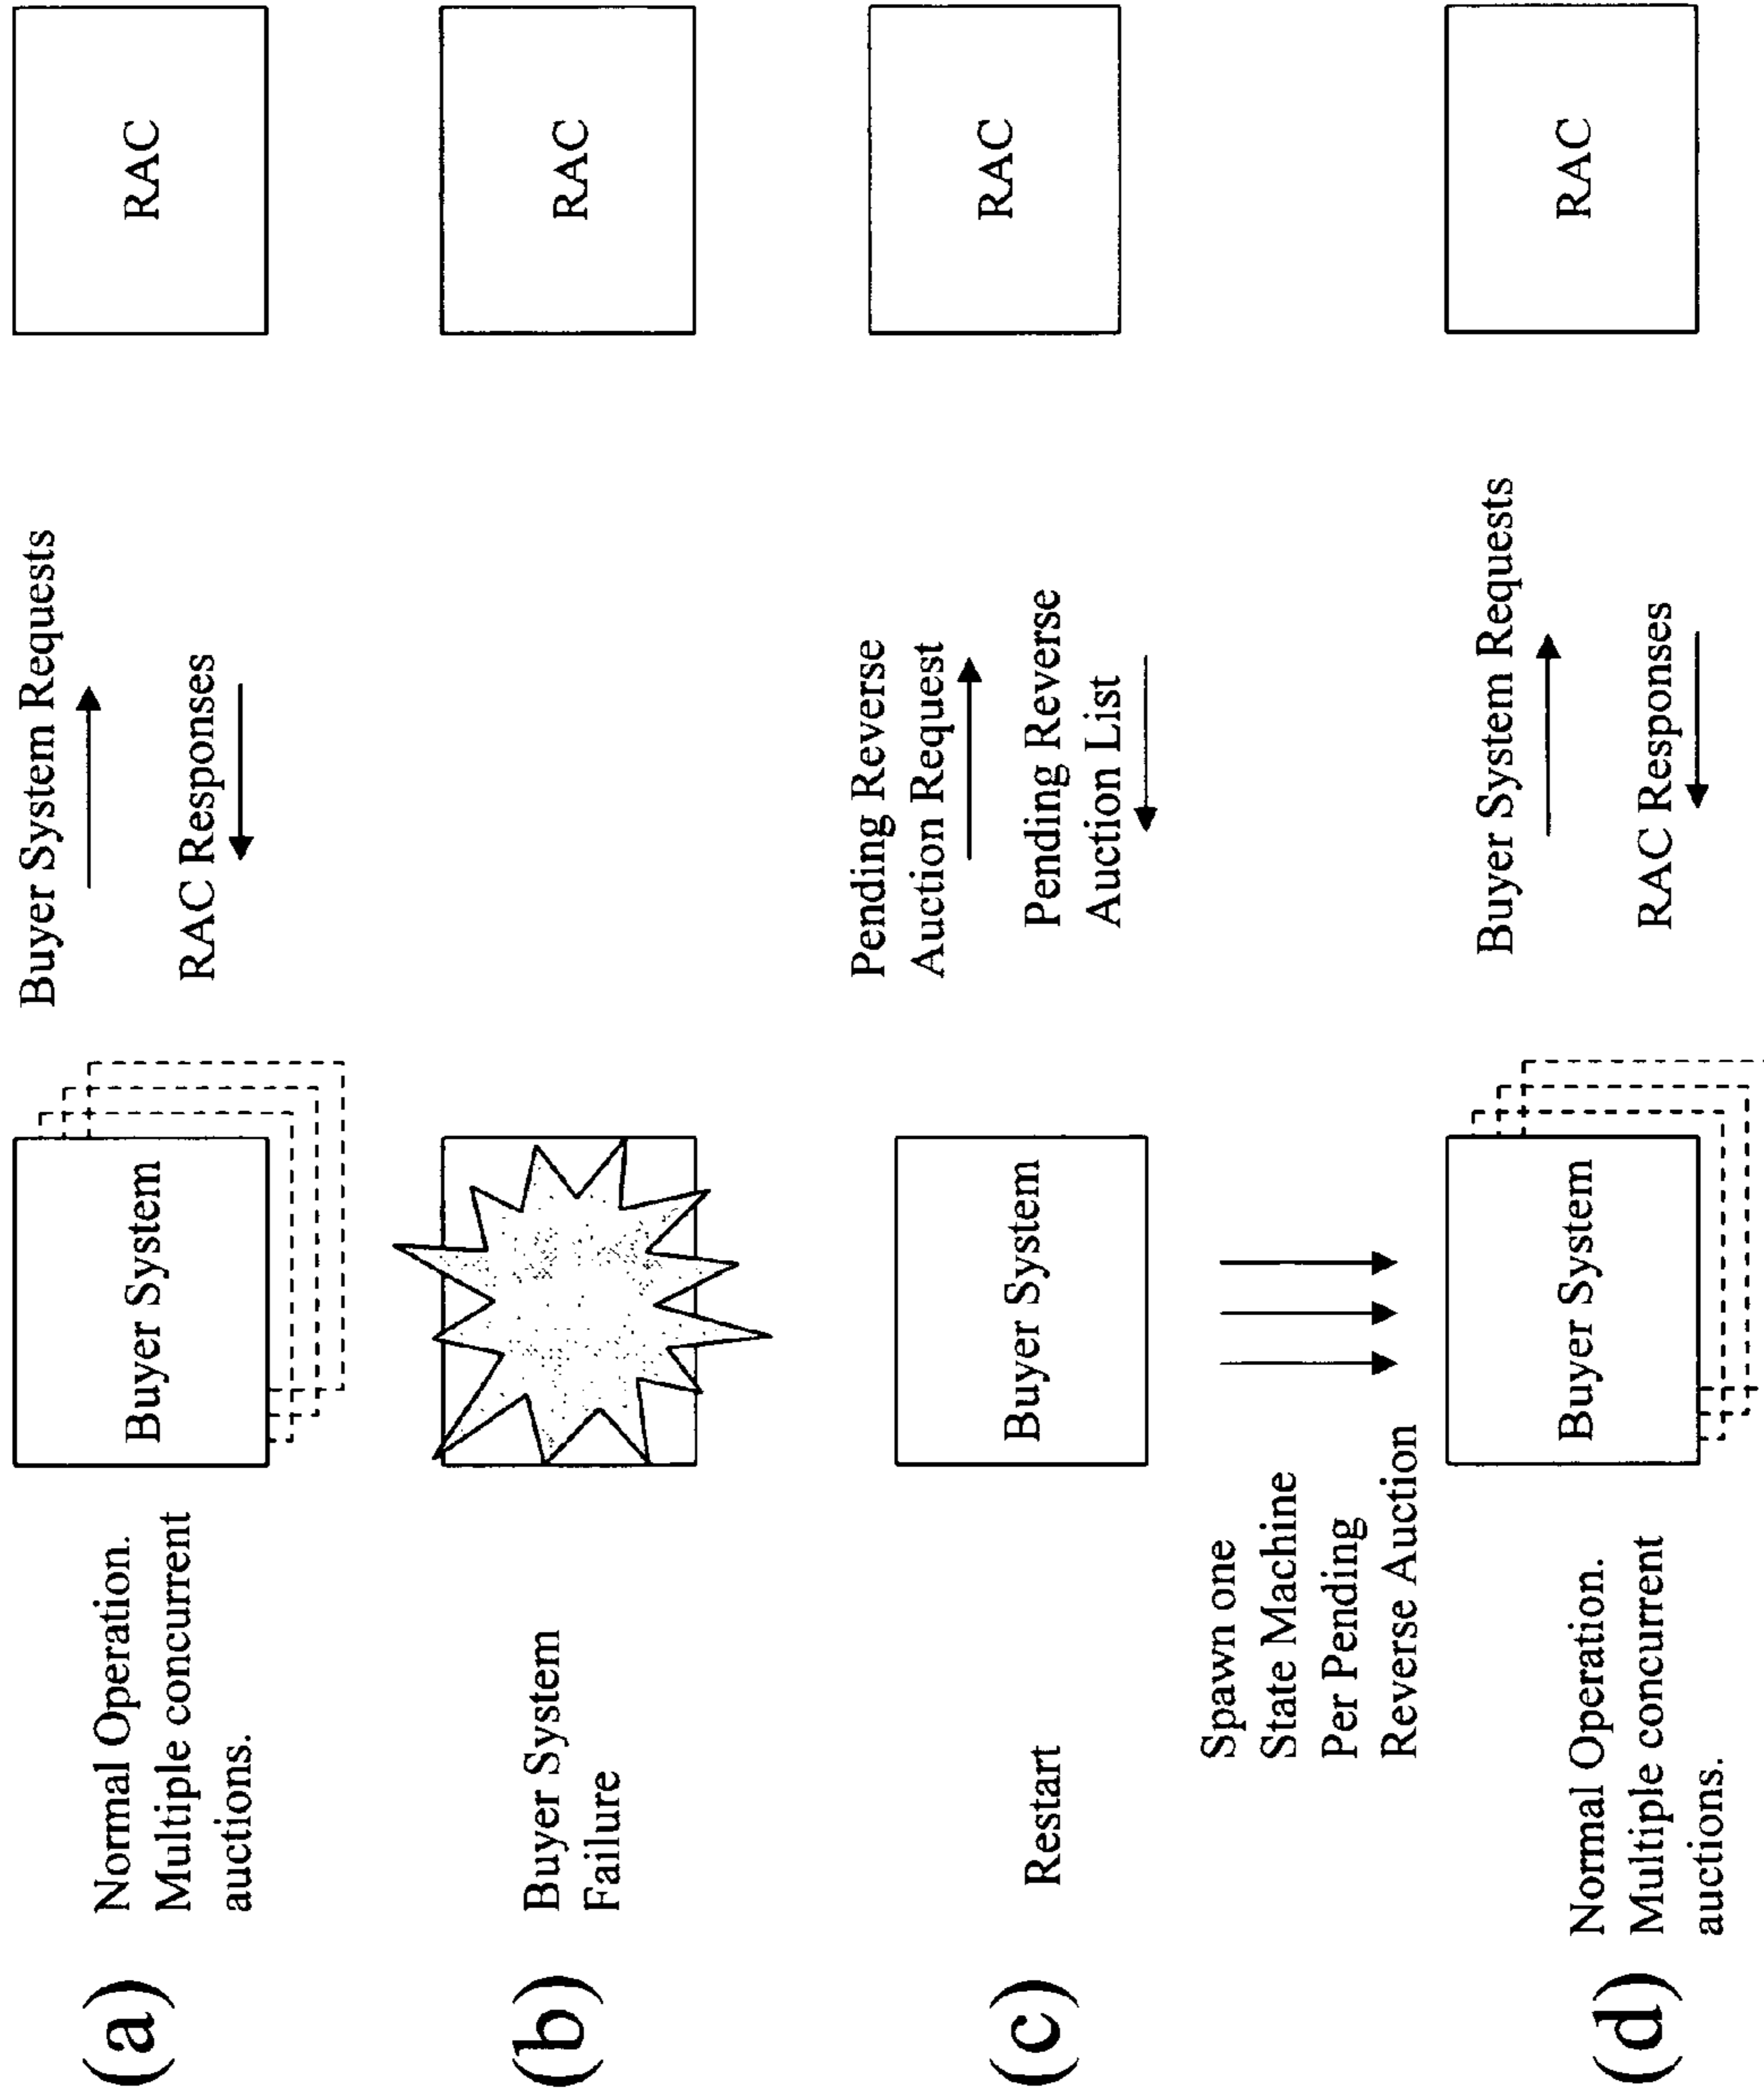 (a)
Normal Operation.
Multiple concurrent
auctions.
Buyer System
Buyer System Requests
RAC Responses
RAC
(b)
Buyer System
Failure
RAC
(c)
Restart
Buyer System
Pending Reverse
Auction Request
Pending Reverse
Auction List
RAC
Spawn one
State Machine
Per Pending
Reverse Auction
(d)
Normal Operation.
Multiple concurrent
auctions.
Buyer System
Buyer System Requests
RAC Responses
RAC